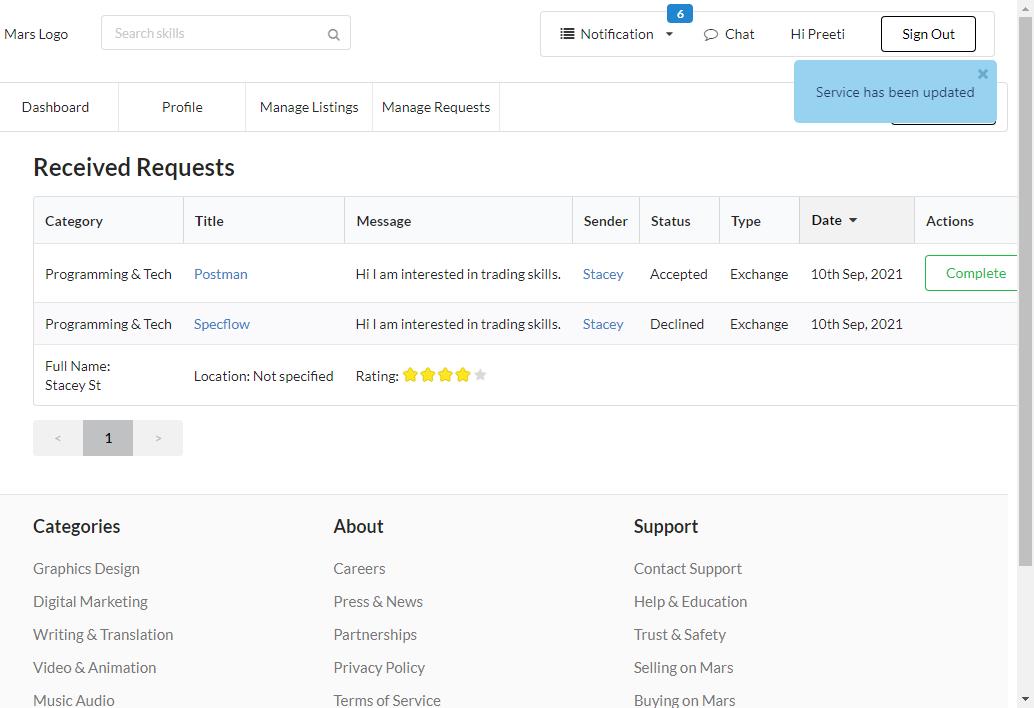 6
Mars Logo
Search skills
Notification
Chat
Hi Preeti
Sign Out
Service has been updated
Dashboard
Profile
Manage Listings
Manage Requests
Received Requests
Category Title Message Sender Status Type Date Actions
Programming & Tech Postman Hi I am interested in trading skills. Stacey Accepted Exchange 10th Sep, 2021 Complete
Programming & Tech Specflow Hi I am interested in trading skills. Stacey Declined Exchange 10th Sep, 2021
Full Name:
Stacey St
Location: Not specified
Rating:
< 1 >
Categories About Support
Graphics Design Careers Contact Support
Digital Marketing Press & News Help & Education
Writing & Translation Partnerships Trust & Safety
Video & Animation Privacy Policy Selling on Mars
Music Audio Terms of Service Buying on Mars